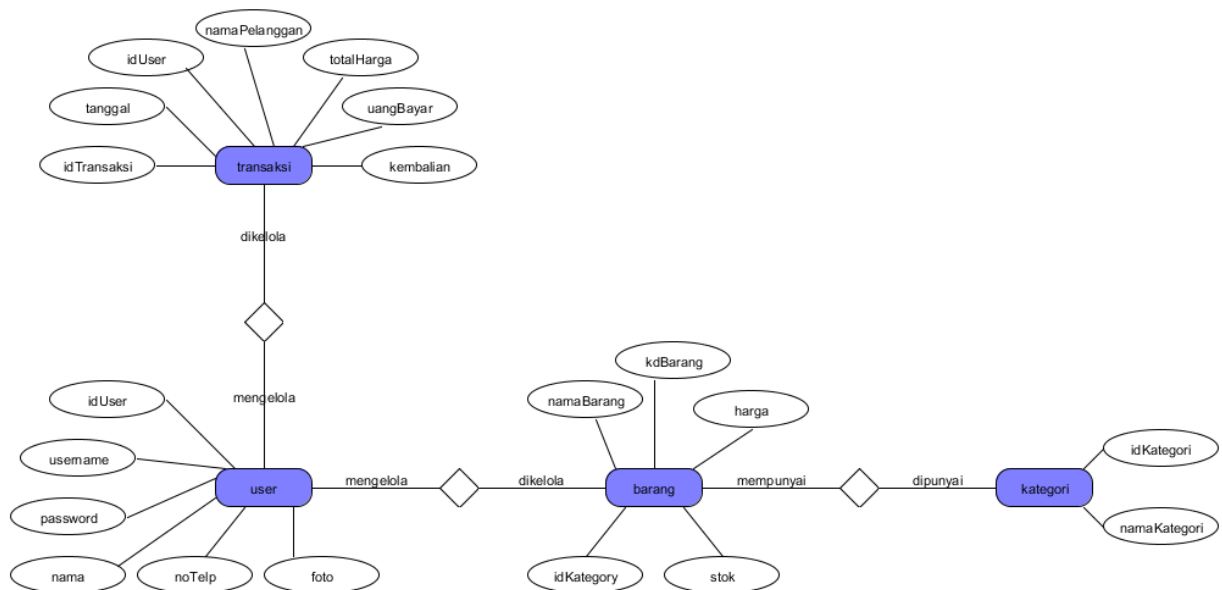 namaPelanggan
idUser
totalHarga
tanggal
uangBayar
idTransaksi
transaksi
kembalian
dikelola
mengelola
idUser
username
password
nama
noTelp
foto
user
mengelola
dikelola
kdBarang
namaBarang
harga
barang
idKategory
stok
mempunyai
dipunyai
kategori
idKategori
namaKategori